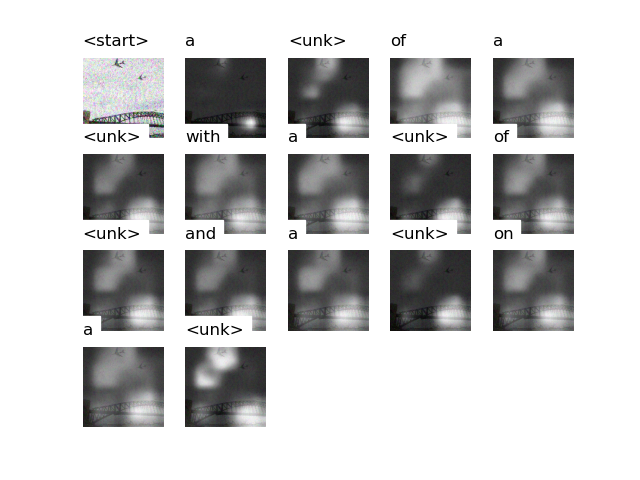 <start> a <unk> of a
<unk> with a <unk> of
<unk> and a <unk> on
a <unk>